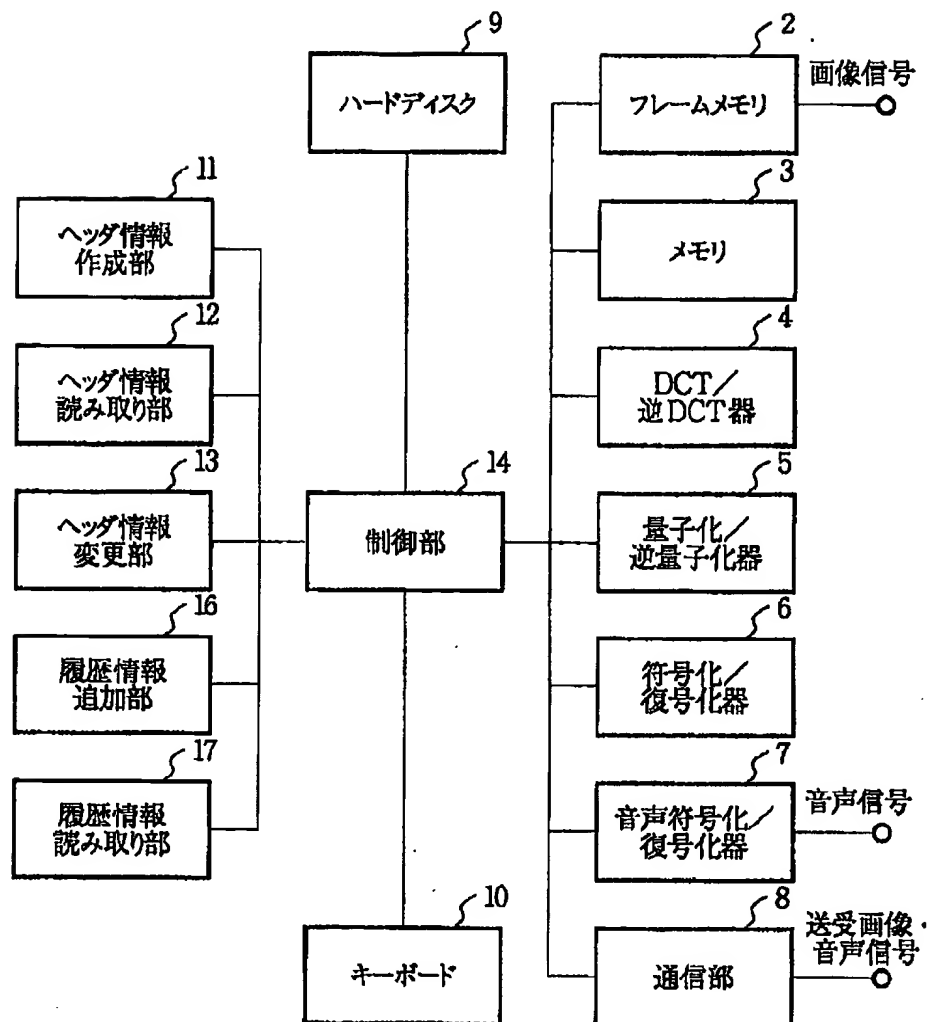 9
ハードディスク
2
フレームメモリ
画像信号
11
ヘッダ情報
作成部
3
メモリ
12
ヘッダ情報
読み取り部
4
DCT/
逆DCT器
13
ヘッダ情報
変更部
14
制御部
5
量子化/
逆量子化器
16
履歴情報
追加部
6
符号化/
復号化器
17
履歴情報
読み取り部
7
音声符号化/
復号化器
音声信号
10
キーボード
8
通信部
送受画像・
音声信号